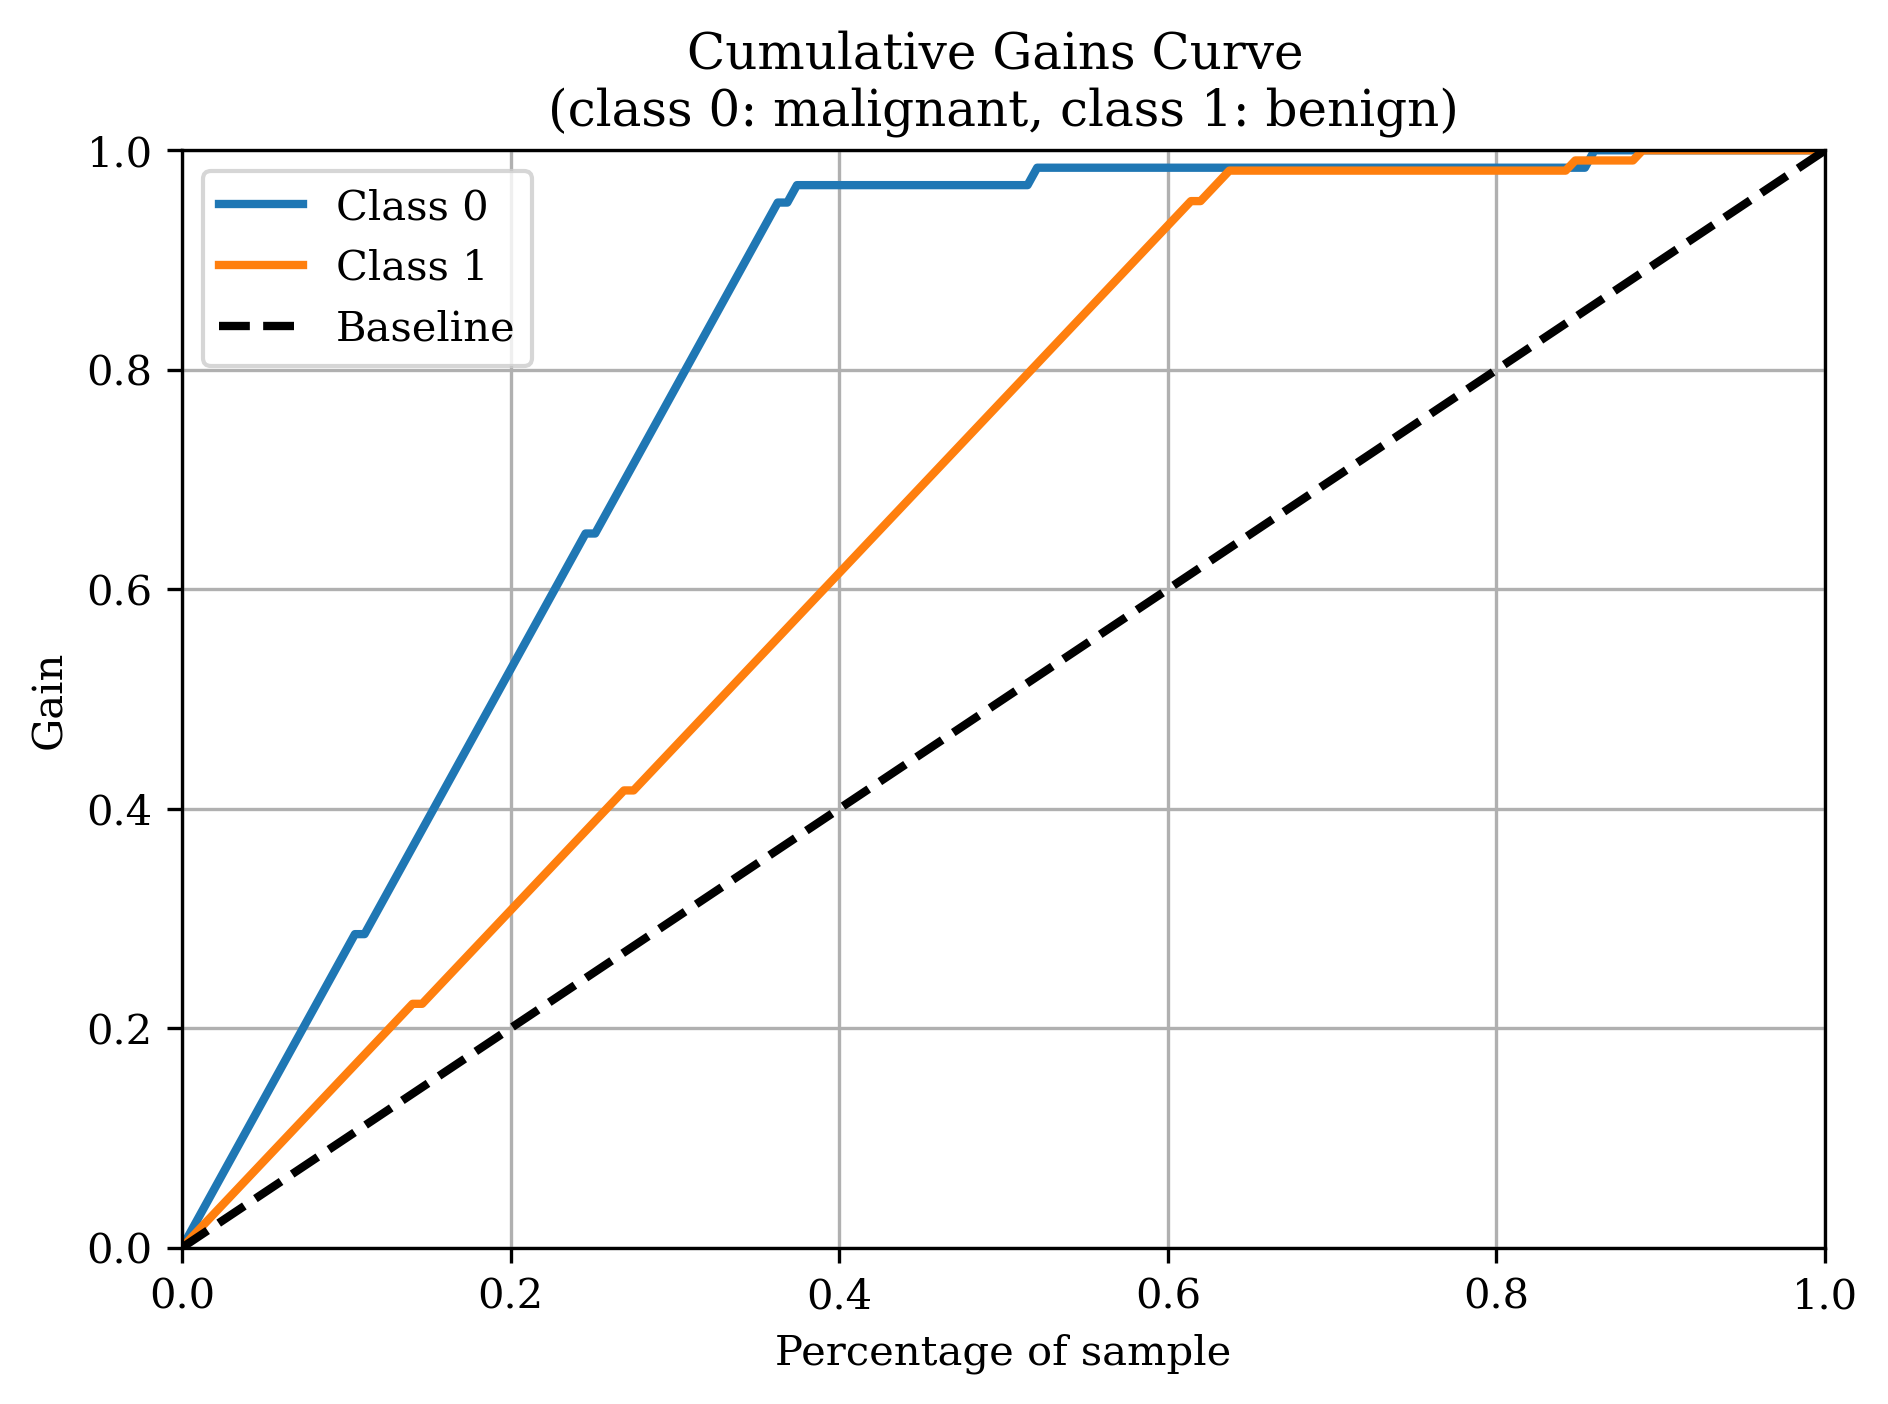 Cumulative Gains Curve
(class 0: malignant, class 1: benign)
1.0
0.8
0.6
0.4
0.2
0.0
Gain
Class 0
Class 1
Baseline
0.0 0.2 0.4 0.6 0.8 1.0
Percentage of sample